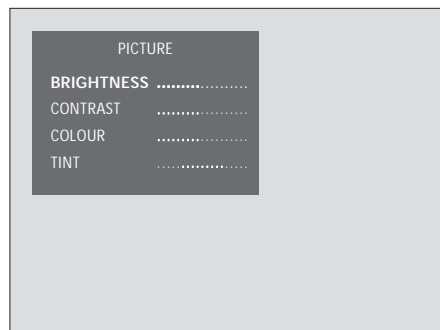 PICTURE
BRIGHTNESS ...................
CONTRAST ...................
COLOUR ...................
TINT ...................